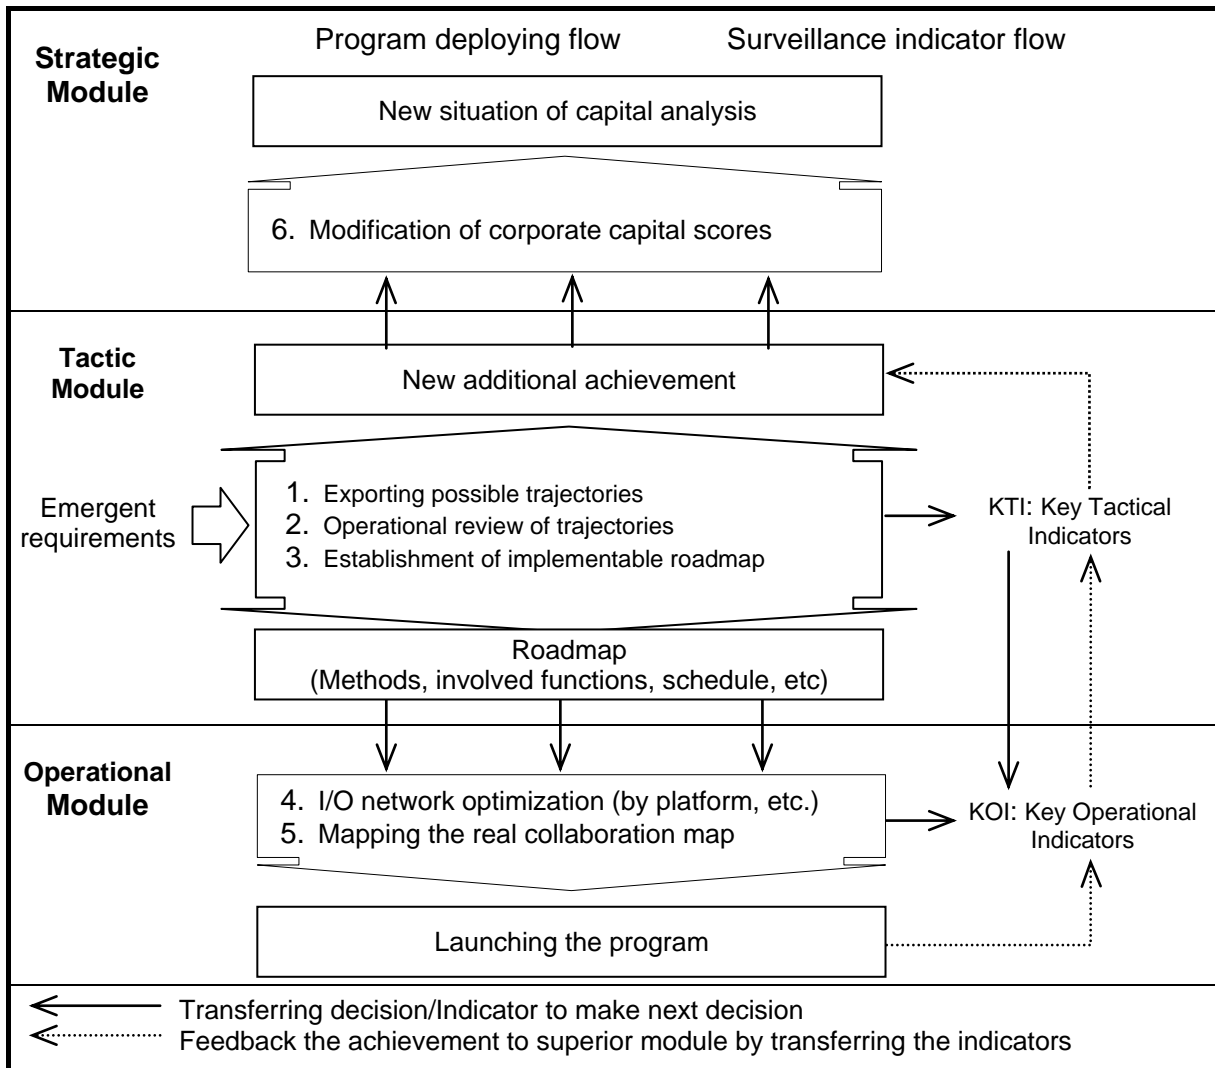 Program deploying flow
Surveillance indicator flow
Strategic
Module
New situation of capital analysis
6. Modification of corporate capital scores
Tactic
Module
New additional achievement
Emergent
requirements
1. Exporting possible trajectories
2. Operational review of trajectories
3. Establishment of implementable roadmap
KTI: Key Tactical
Indicators
Roadmap
(Methods, involved functions, schedule, etc)
Operational
Module
4. I/O network optimization (by platform, etc.)
5. Mapping the real collaboration map
KOI: Key Operational
Indicators
Launching the program
Transferring decision/Indicator to make next decision
Feedback the achievement to superior module by transferring the indicators